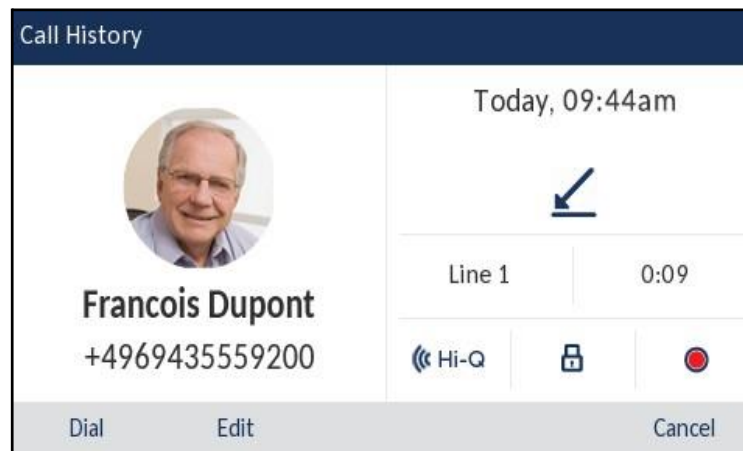 Call History
Francois Dupont
+4969435559200
Today, 09:44am
Line 1
0:09
Hi-Q
Dial
Edit
Cancel